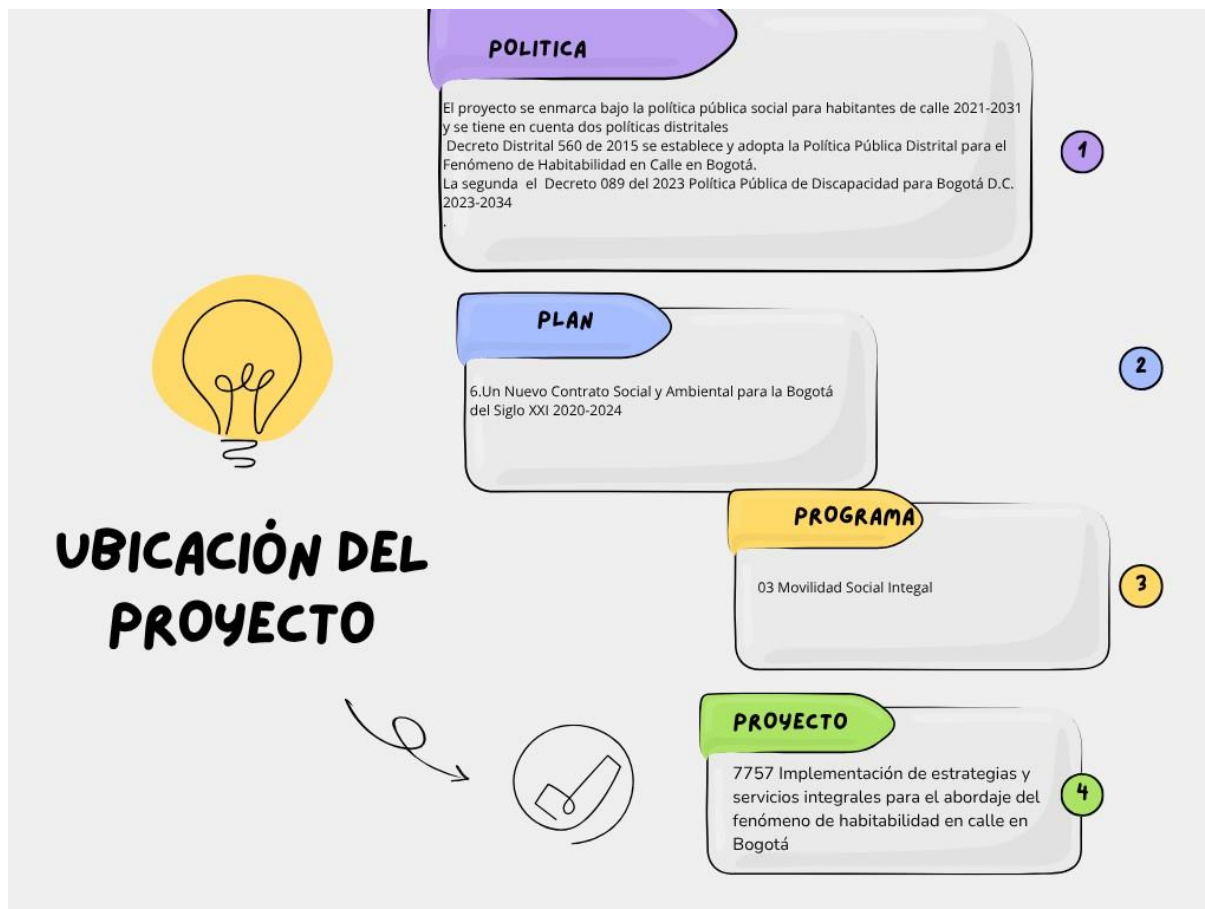 POLITICA
El proyecto se enmarca bajo la política pública social para habitantes de calle 2021-2031
y se tiene en cuenta dos políticas distritales
Decreto Distrital 560 de 2015 se establece y adopta la Política Pública Distrital para el
Fenómeno de Habitabilidad en Calle en Bogotá.
La segunda el Decreto 089 del 2023 Política Pública de Discapacidad para Bogotá D.C.
2023-2034
.
1
PLAN
6.Un Nuevo Contrato Social y Ambiental para la Bogotá
del Siglo XXI 2020-2024
2
UBICACIÓN DEL
PROYECTO
PROGRAMA
03 Movilidad Social Integal
3
PROYECTO
7757 Implementación de estrategias y
servicios integrales para el abordaje del
fenómeno de habitabilidad en calle en
Bogotá
4